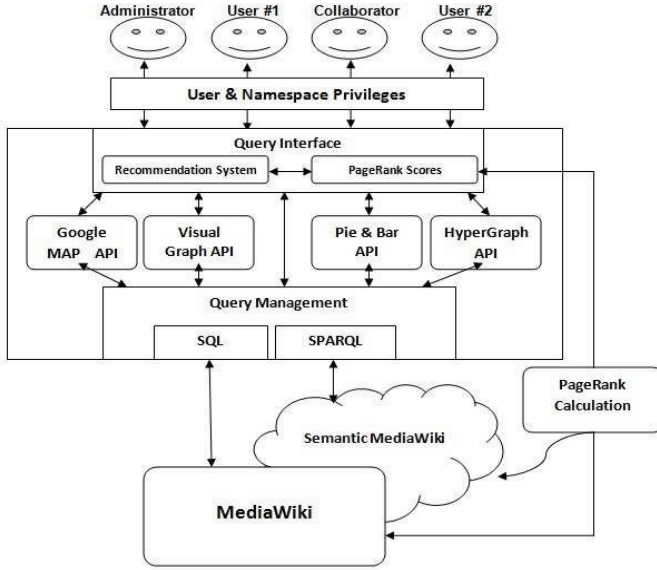 Administrator User #1 Collaborator User #2
User & Namespace Privileges
Query Interface
Recommendation System PageRank Scores
Google
MAP API
Visual
Graph API
Pie & Bar
API
HyperGraph
API
Query Management
SQL SPARQL
PageRank
Calculation
Semantic MediaWiki
MediaWiki